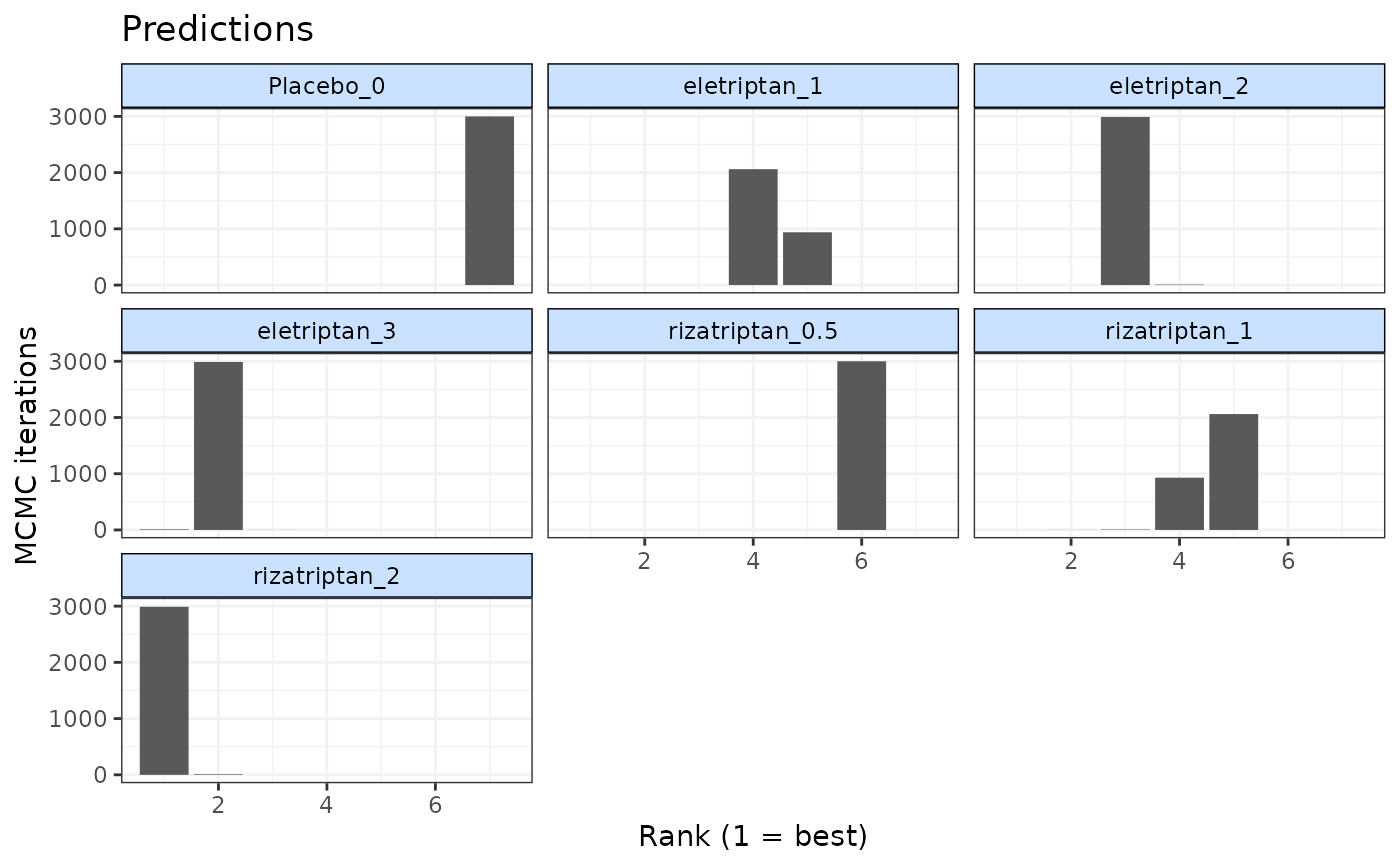 Predictions
Placebo_0 eletriptan_1 eletriptan_2
3000
2000
1000
0
eletriptan_3 rizatriptan_0.5 rizatriptan_1
3000
2000
1000
0
2 4 6 2 4 6
rizatriptan_2
3000
2000
1000
0
2 4 6
MCMC iterations
Rank (1 = best)